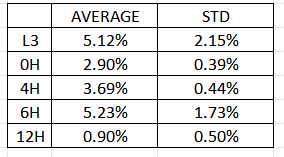 AVERAGE STD
L3 5.12% 2.15%
0H 2.90% 0.39%
4H 3.69% 0.44%
6H 5.23% 1.73%
12H 0.90% 0.50%